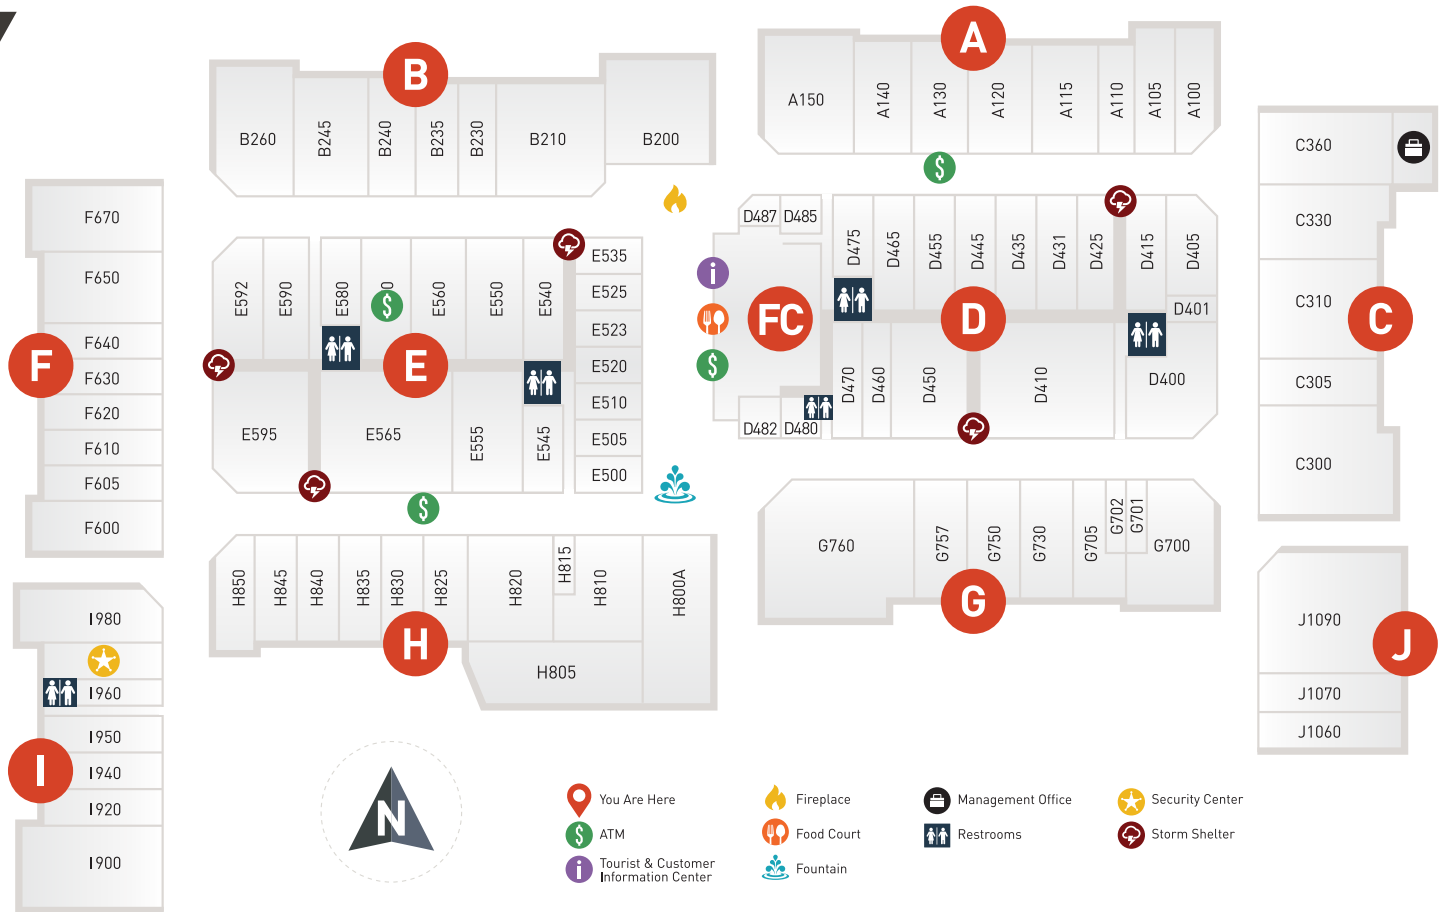 A
B
A150
A140
A130
A120
A115
A110
A105
A100
B260
B245
B240
B235
B230
B210
B200
$
C360
C330
C310
C305
C300
C
F670
F650
F640
F630
F620
F610
F605
F600
F
D487
D485
D475
D465
D455
D445
D435
D431
D425
D415
D405
D401
i
FC
D
$
D470
D460
D450
D410
D400
D482
D480
E592
E590
E580
$
E560
E550
E540
E535
E525
E523
E520
E510
E505
E500
E
E595
E565
E555
E545
$
G760
G757
G750
G730
G705
G702
G701
G700
G
H850
H845
H840
H835
H830
H825
H820
H815
H810
H800A
H805
H
I980
I960
I950
I940
I920
I900
I
J1090
J1070
J1060
J
N
You Are Here
$ ATM
i Tourist & Customer
Information Center
Fireplace
Food Court
Fountain
Management Office
Restrooms
Security Center
Storm Shelter